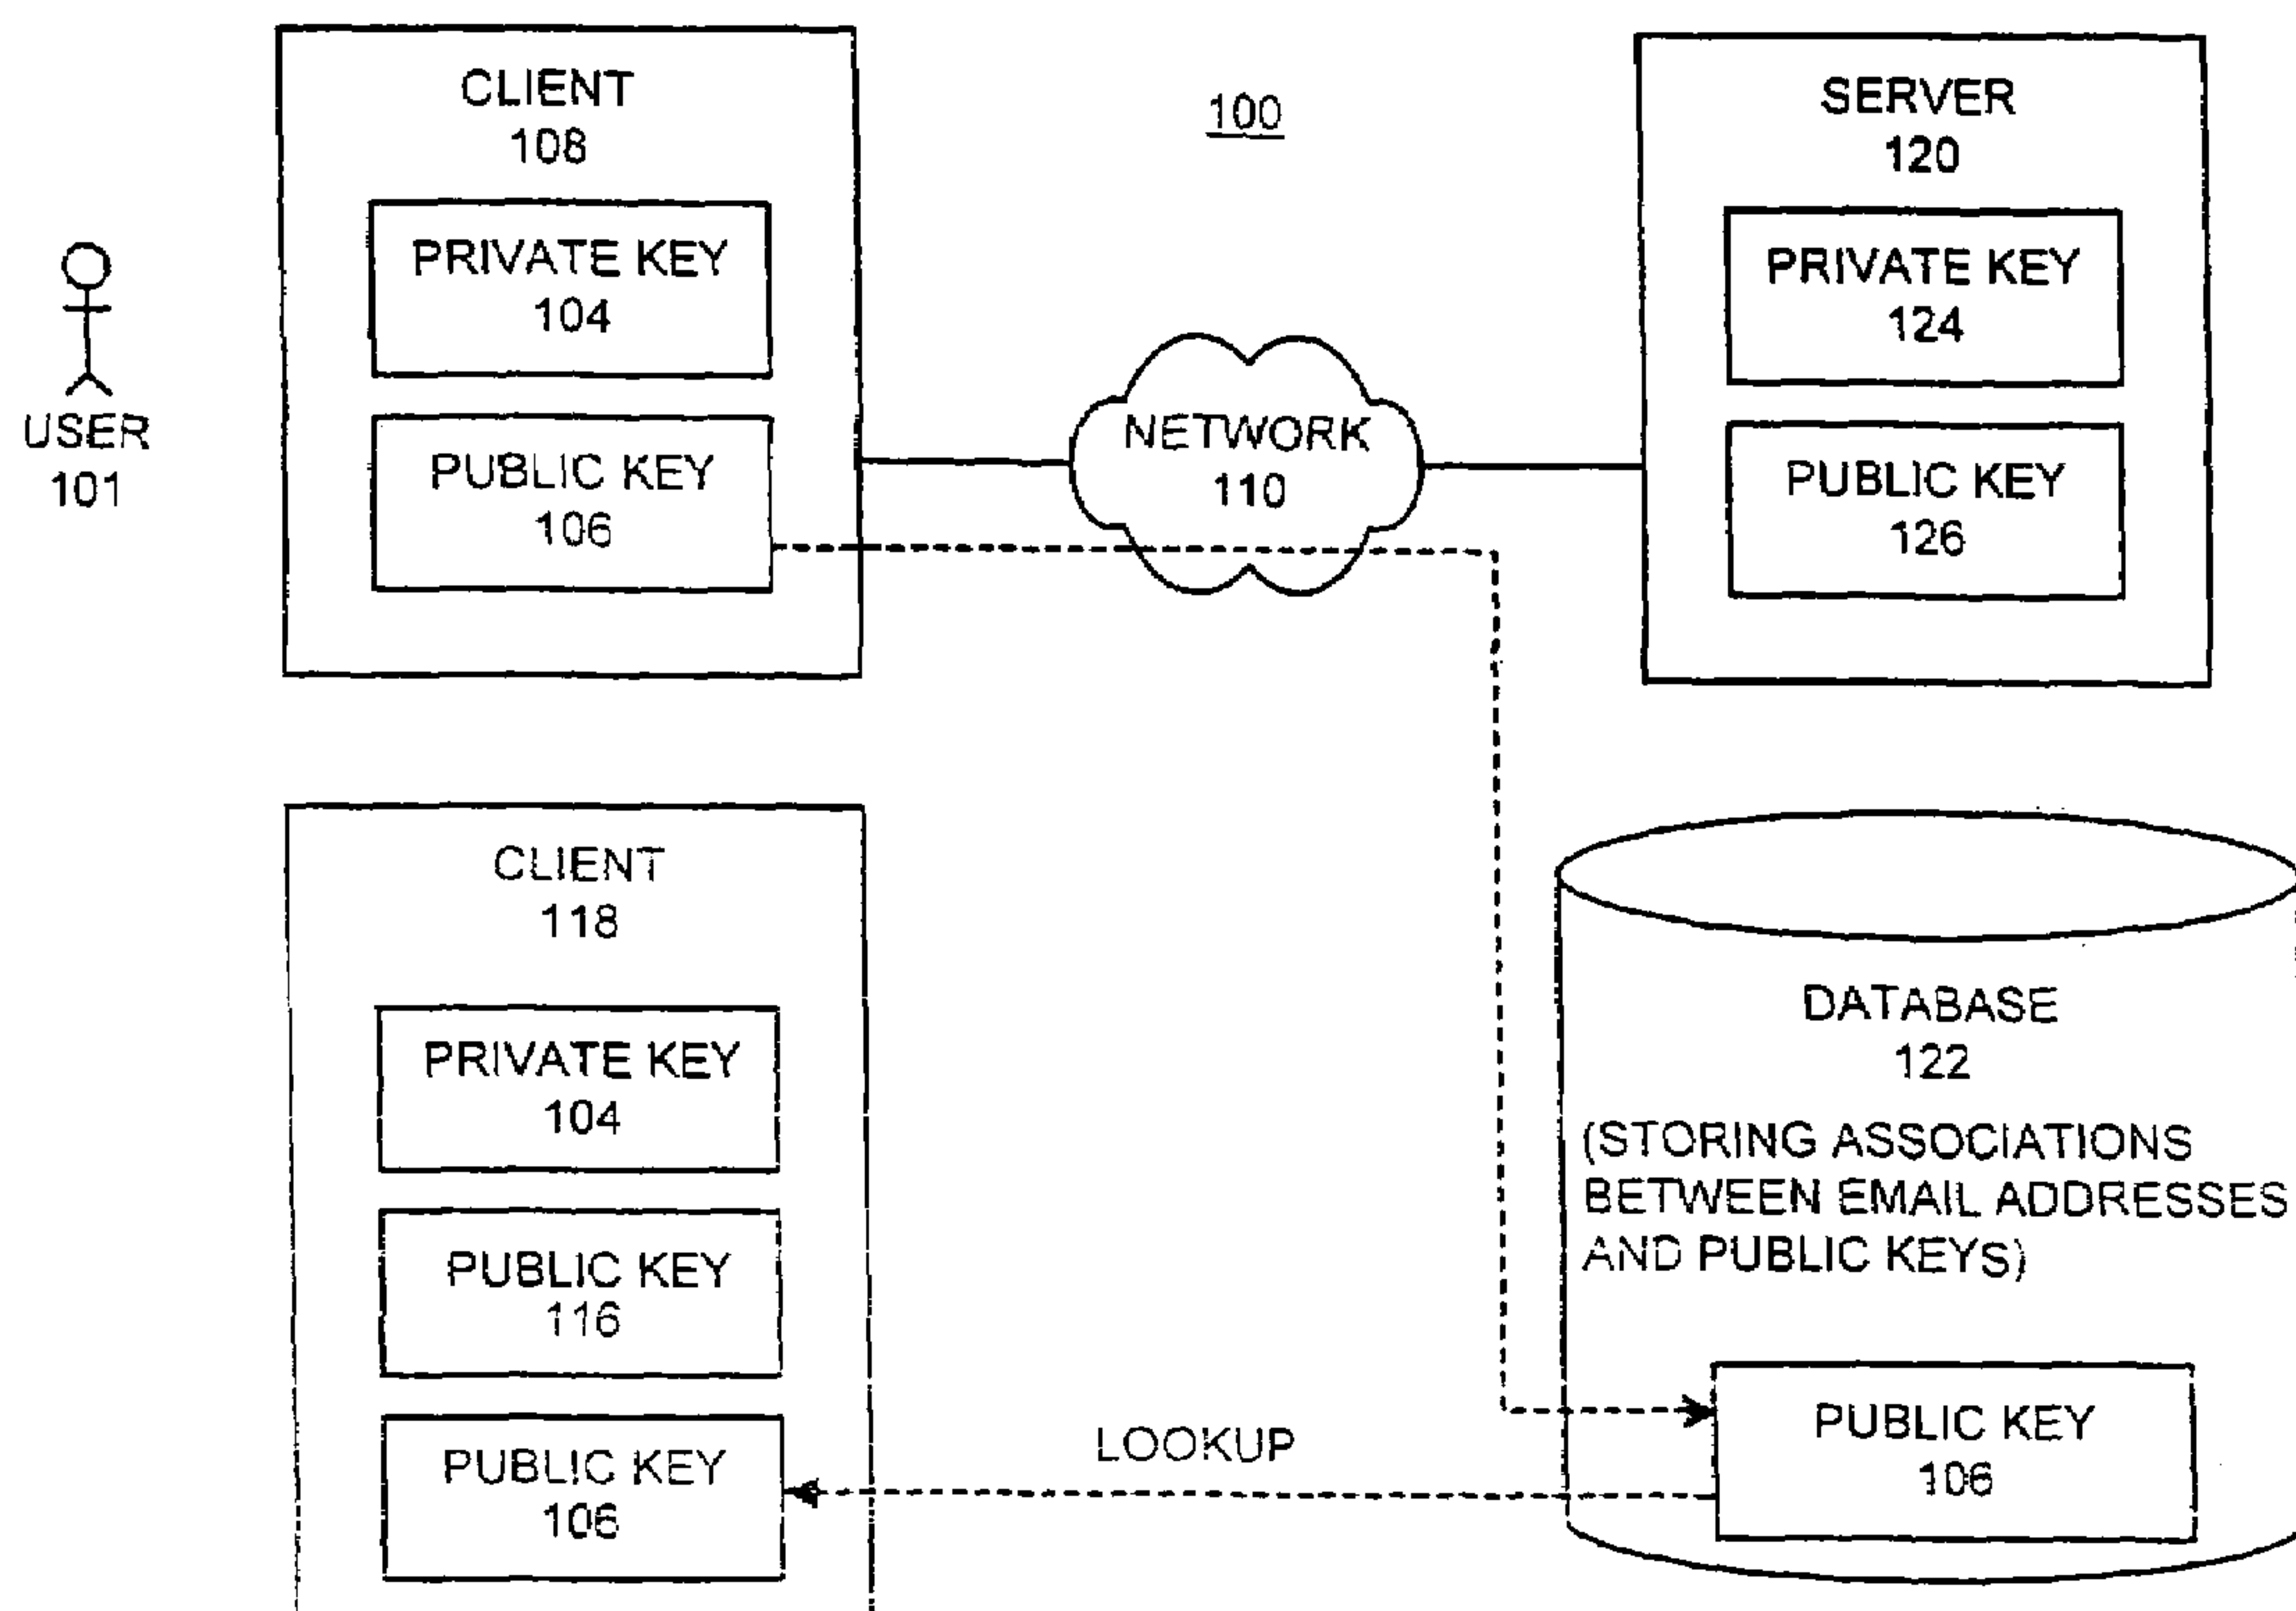 CLIENT
108
PRIVATE KEY
104
PUBLIC KEY
106
USER
101
100
NETWORK
110
SERVER
120
PRIVATE KEY
124
PUBLIC KEY
126
CLIENT
118
PRIVATE KEY
104
PUBLIC KEY
116
PUBLIC KEY
106
LOOKUP
DATABASE
122
(STORING ASSOCIATIONS
BETWEEN EMAIL ADDRESSES
AND PUBLIC KEYS)
PUBLIC KEY
106